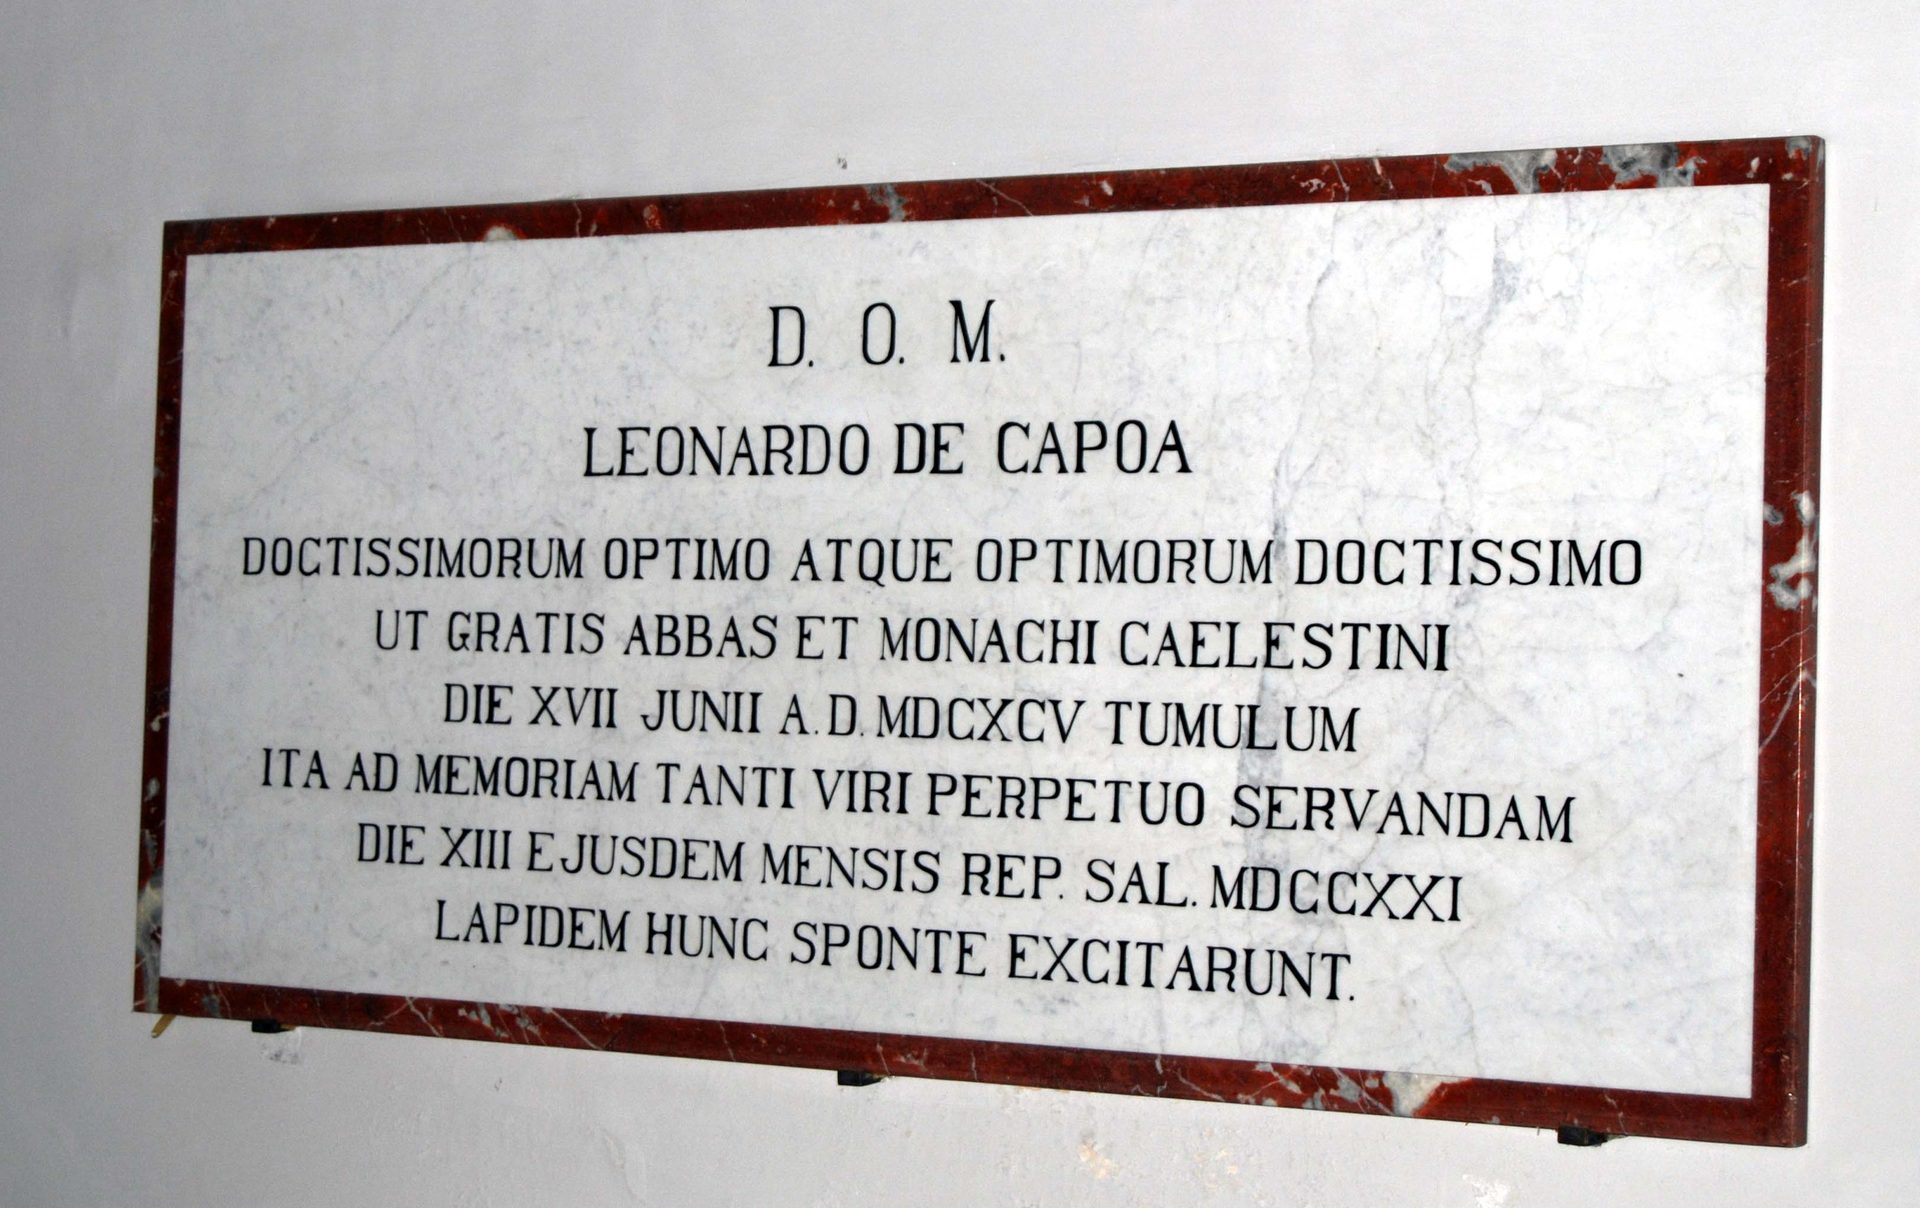 D. O. M.
LEONARDO DE CAPOA
DOCTISSIMORUM OPTIMO ATQUE OPTIMORUM DOCTISSIMO
UT GRATIS ABBAS ET MONACHI CAELESTINI
DIE XVII JUNII A.D. MDCXCV TUMULUM
ITA AD MEMORIAM TANTI VIRI PERPETUO SERVANDAM
DIE XIII EJUSDEM MENSIS REP. SAL. MDCCXXI
LAPIDEM HUNC SPONTE EXCITARUNT.